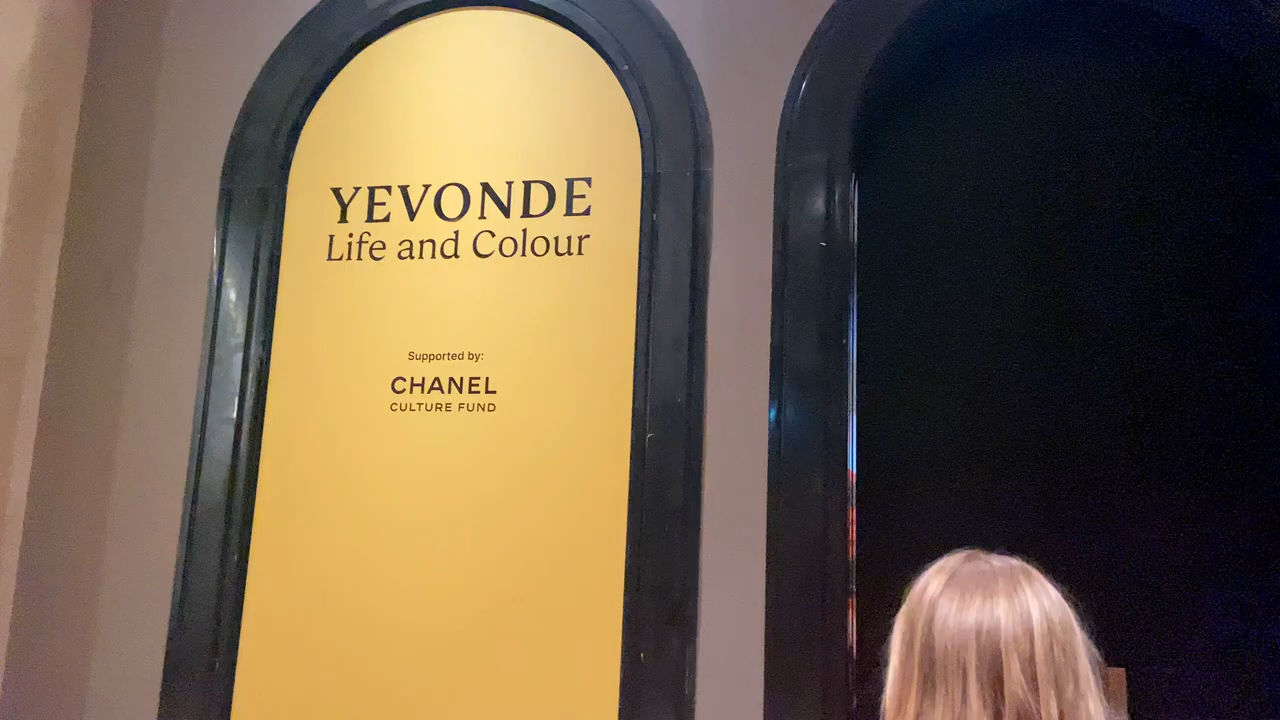 YEVONDE
Life and Colour
Supported by:
CHANEL
CULTURE FUND